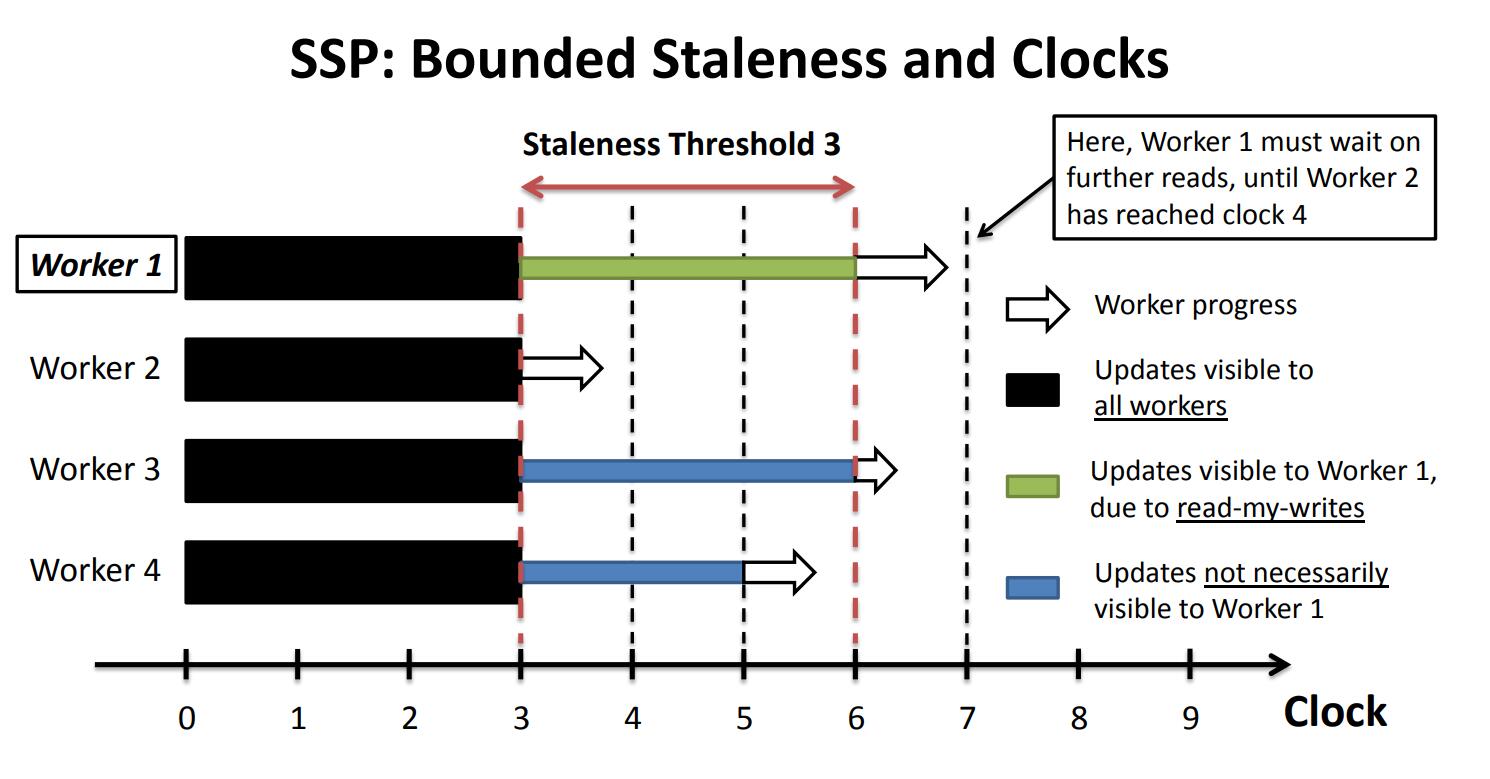 SSP: Bounded Staleness and Clocks
Staleness Threshold 3
Here, Worker 1 must wait on
further reads, until Worker 2
has reached clock 4
Worker 1
Worker 2
Worker 3
Worker 4
Worker progress
Updates visible to
all workers
Updates visible to Worker 1,
due to read-my-writes
Updates not necessarily
visible to Worker 1
0 1 2 3 4 5 6 7 8 9 Clock